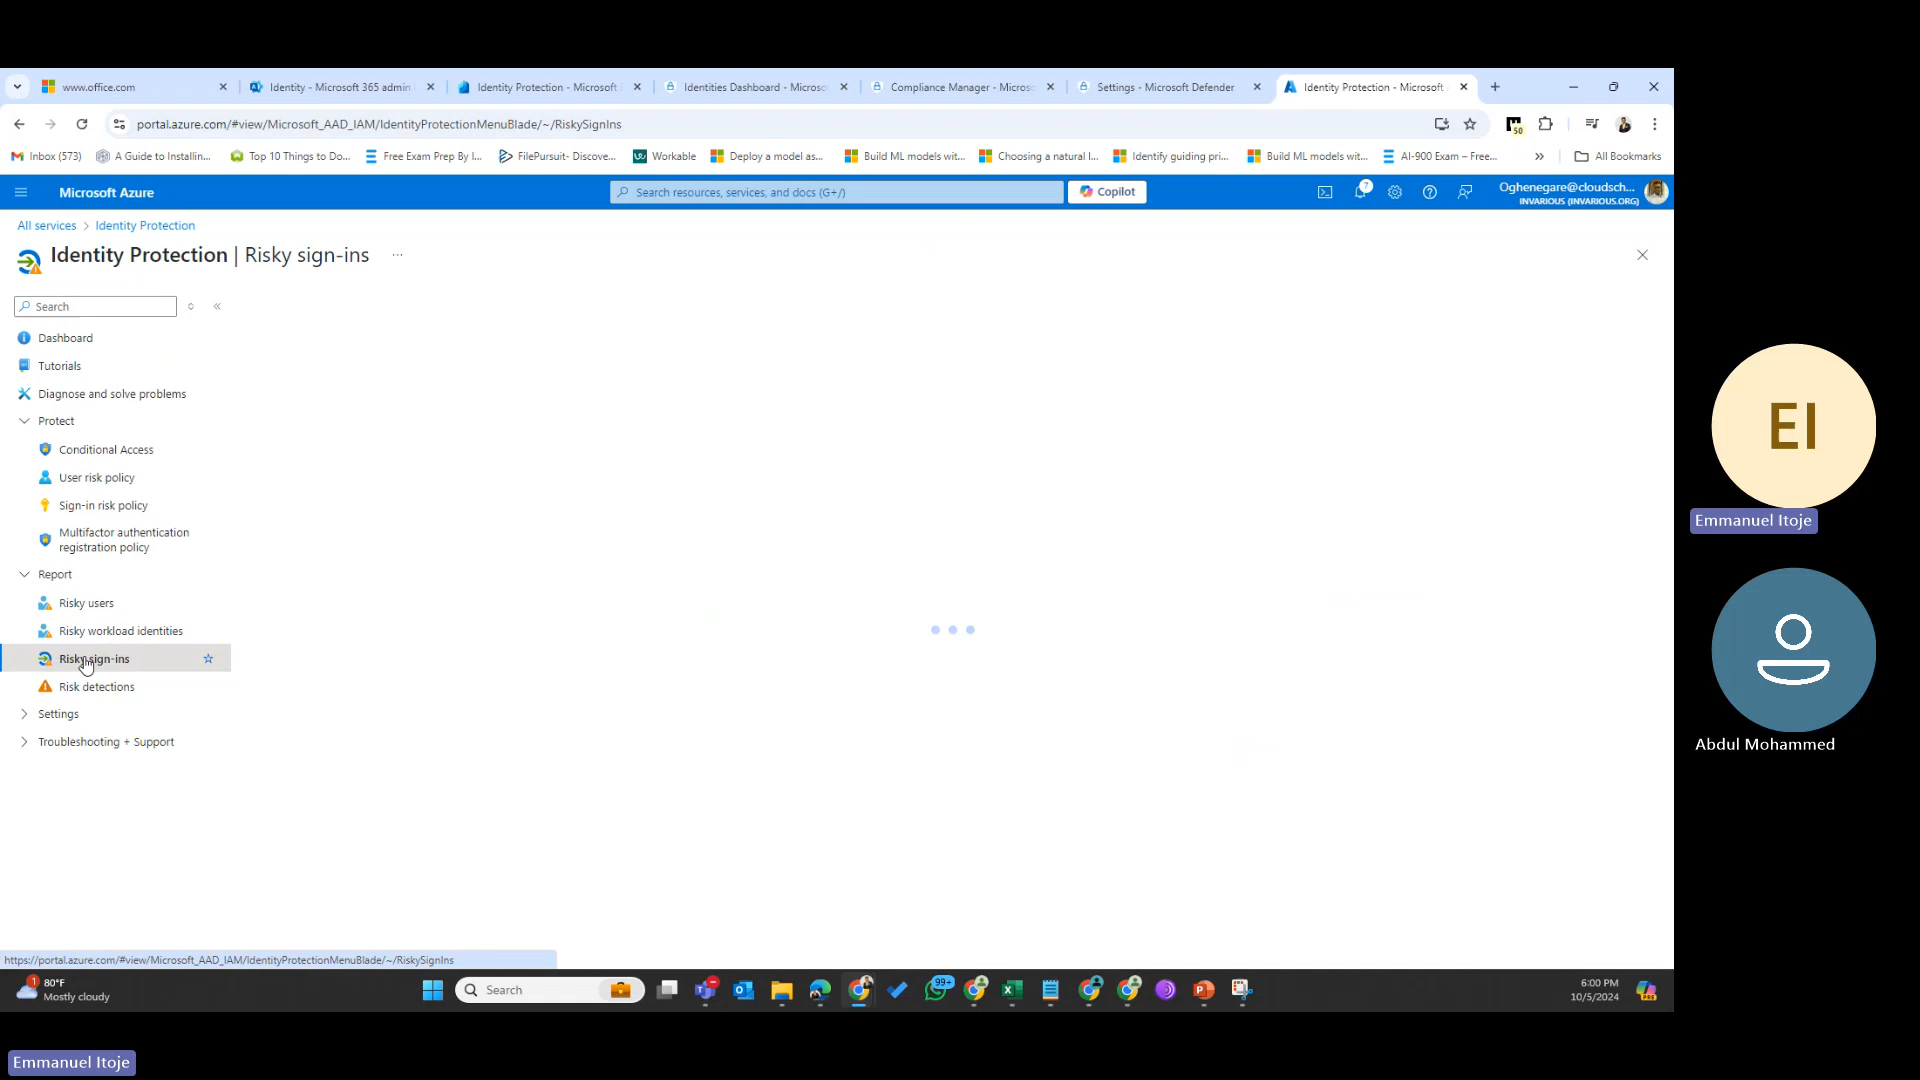 www.office.com
Identity - Microsoft 365 admin
Identity Protection - Microsoft
Identities Dashboard - Microso
Compliance Manager - Micros
Settings - Microsoft Defender
Identity Protection - Microsoft
portal.azure.com/#view/Microsoft_AAD_IAM/IdentityProtectionMenuBlade/~/RiskySignIns
50
Inbox (573)
A Guide to Installin...
Top 10 Things to Do...
Free Exam Prep By I...
FilePursuit- Discove...
Workable
Deploy a model as...
Build ML models wit...
Choosing a natural l...
Identify guiding pri...
Build ML models wit...
AI-900 Exam – Free...
All Bookmarks
Microsoft Azure
Search resources, services, and docs (G+/)
Copilot
7
Oghenegare@cloudsch...
INVARIOUS (INVARIOUS.ORG)
All services > Identity Protection
Identity Protection | Risky sign-ins
Search
Dashboard
Tutorials
Diagnose and solve problems
Protect
Conditional Access
User risk policy
Sign-in risk policy
Multifactor authentication
registration policy
Report
Risky users
Risky workload identities
Risky sign-ins
Risk detections
Settings
Troubleshooting + Support
https://portal.azure.com/#view/Microsoft_AAD_IAM/IdentityProtectionMenuBlade/~/RiskySignIns
1
80°F
Mostly cloudy
Search
99+
6:00 PM
10/5/2024
EI
Emmanuel Itoje
Abdul Mohammed
Emmanuel Itoje